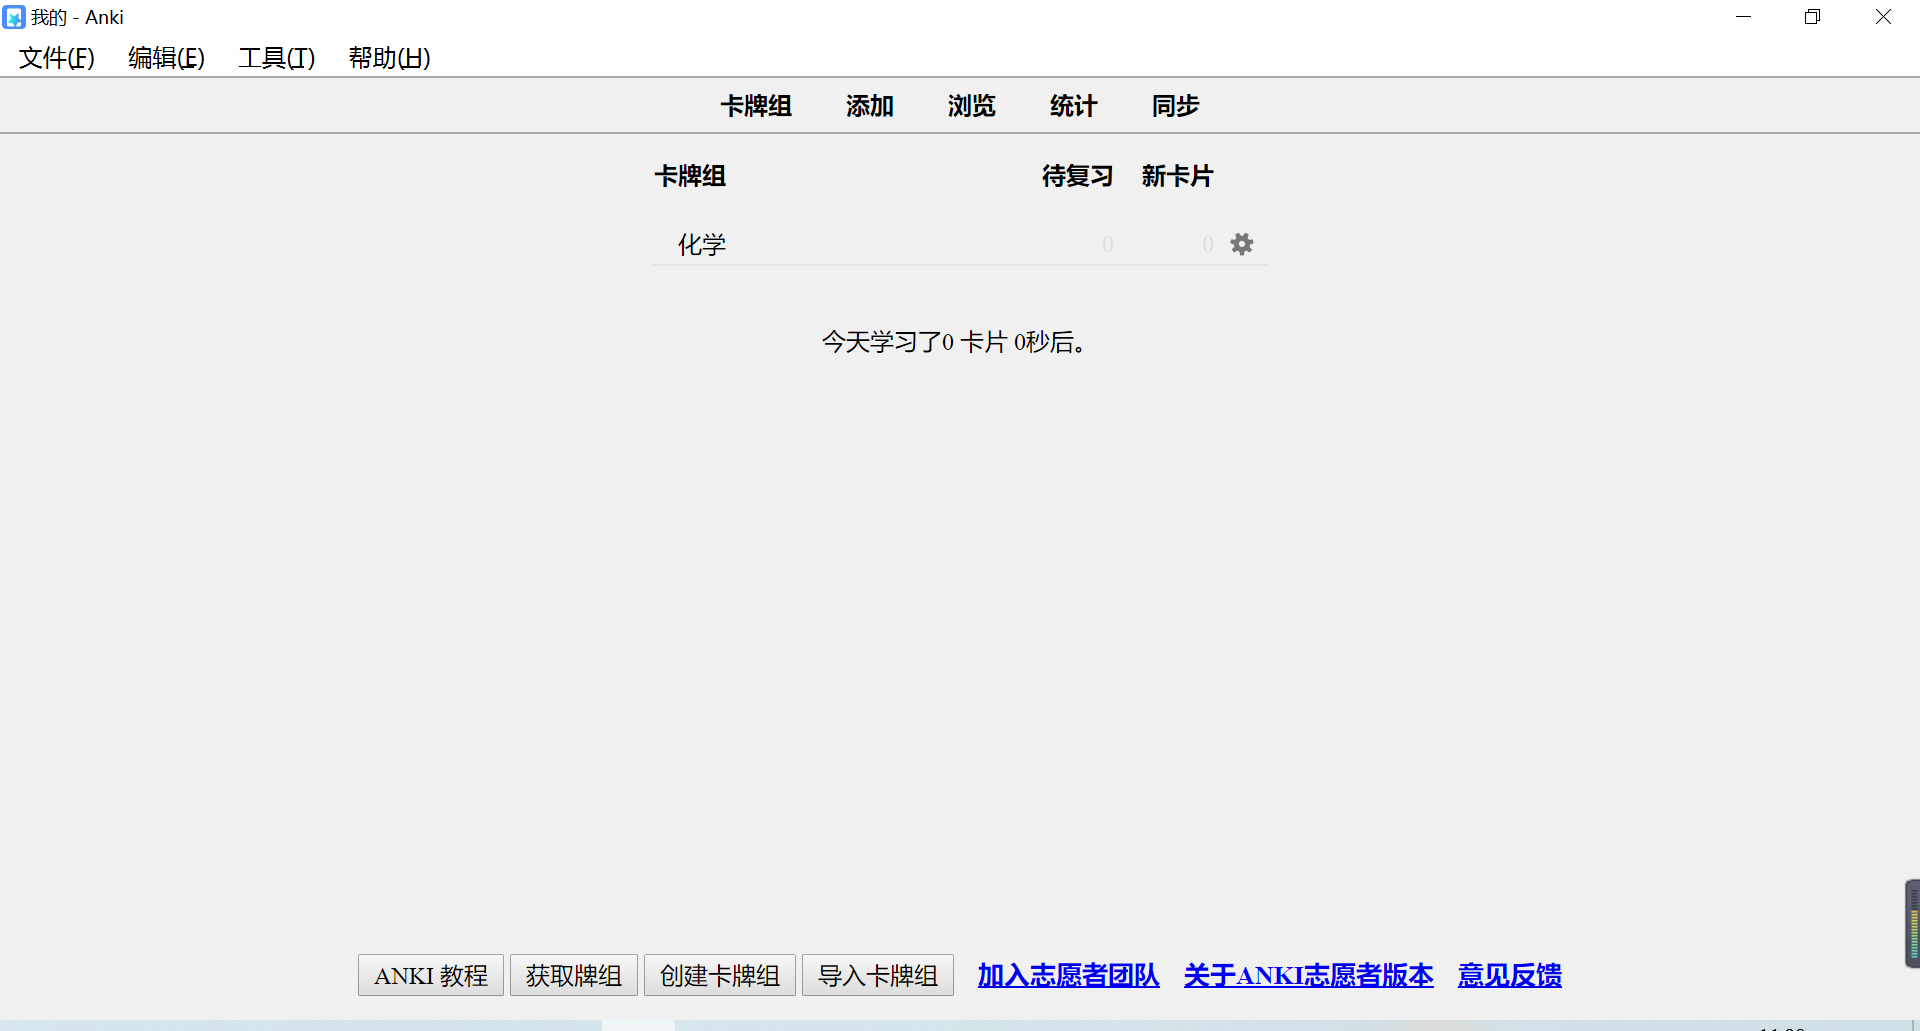 我的 - Anki
文件(F) 编辑(E) 工具(T) 帮助(H)
卡牌组 添加 浏览 统计 同步
卡牌组 待复习 新卡片
化学 0 0
今天学习了0 卡片 0秒后。
ANKI 教程 获取牌组 创建卡牌组 导入卡牌组 加入志愿者团队 关于ANKI志愿者版本 意见反馈